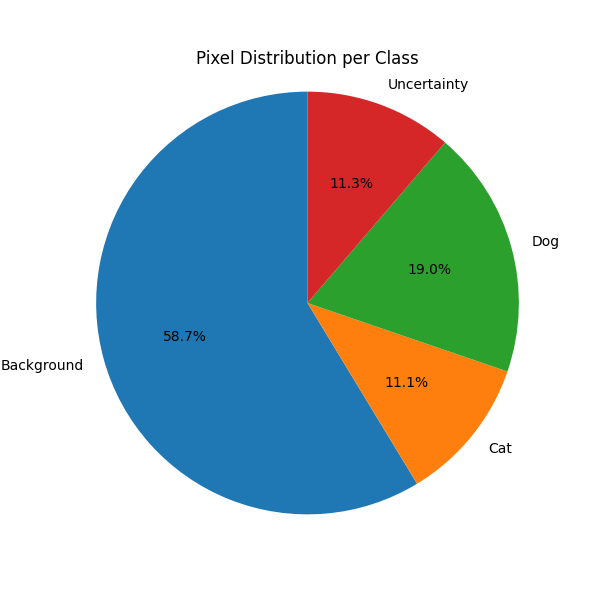 Pixel Distribution per Class
Uncertainty
11.3%
Dog
19.0%
58.7%
Background
11.1%
Cat